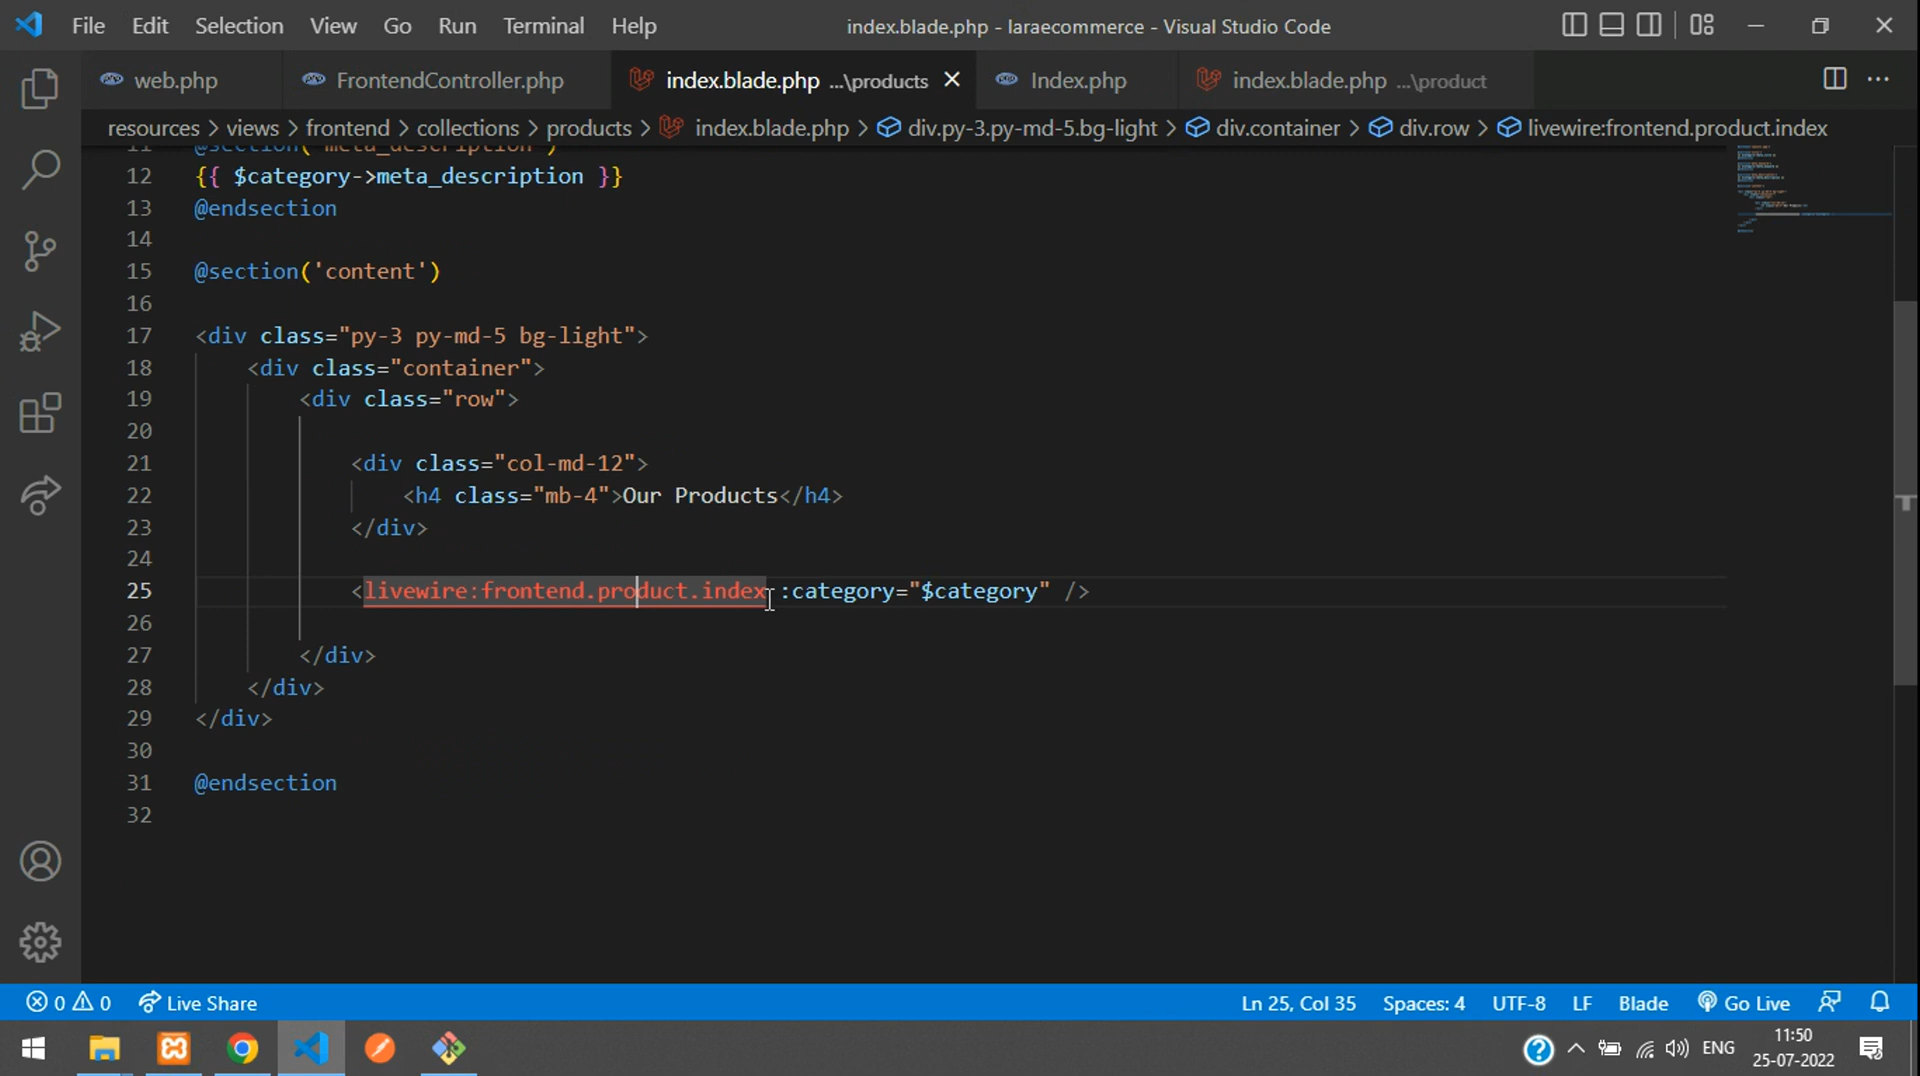 File Edit Selection View Go Run Terminal Help index.blade.php - laraecommerce - Visual Studio Code
web.php FrontendController.php index.blade.php ...\products Index.php index.blade.php ...\product
resources > views > frontend > collections > products > index.blade.php > div.py-3.py-md-5.bg-light > div.container > div.row > livewire:frontend.product.index
11 @section('meta_description')
12 {{ $category->meta_description }}
13 @endsection
14
15 @section('content')
16
17 <div class="py-3 py-md-5 bg-light">
18 <div class="container">
19 <div class="row">
20
21 <div class="col-md-12">
22 <h4 class="mb-4">Our Products</h4>
23 </div>
24
25 <livewire:frontend.product.index :category="$category" />
26
27 </div>
28 </div>
29 </div>
30
31 @endsection
32
0 0 Live Share Ln 25, Col 35 Spaces: 4 UTF-8 LF Blade Go Live
ENG 11:50
25-07-2022